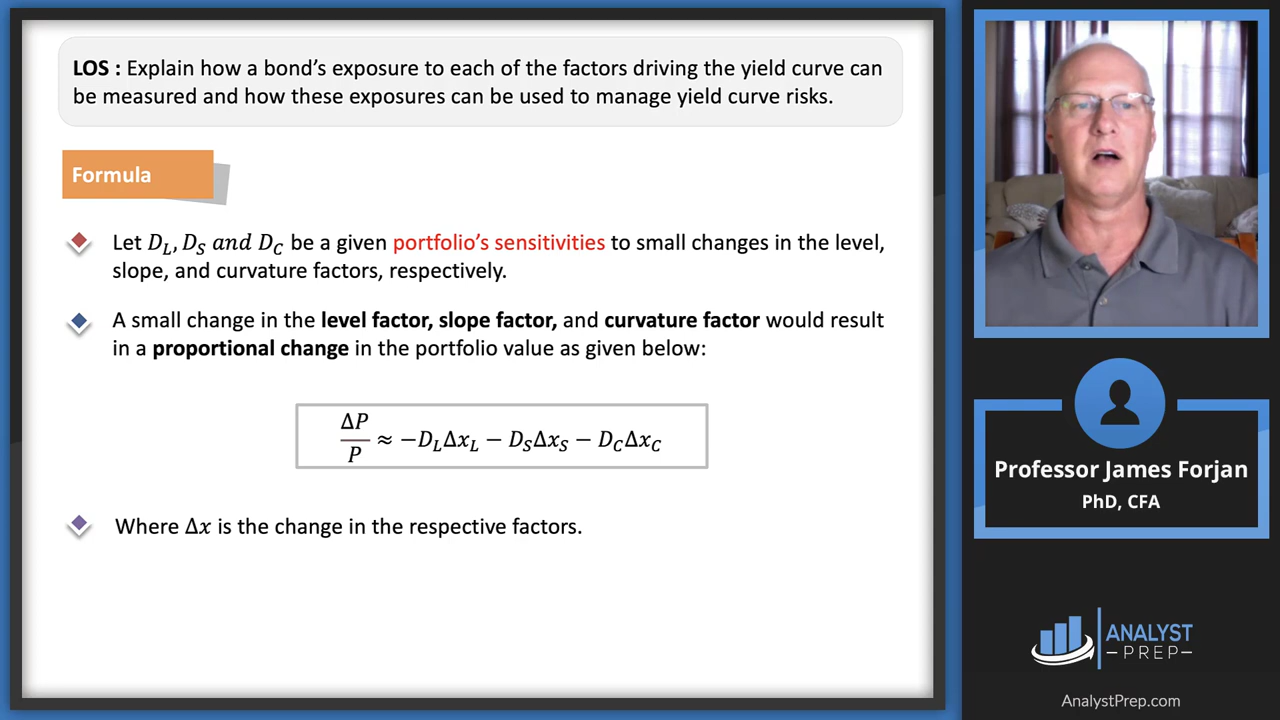 LOS : Explain how a bond’s exposure to each of the factors driving the yield curve can
be measured and how these exposures can be used to manage yield curve risks.
Formula
Let D_L, D_S and D_C be a given portfolio’s sensitivities to small changes in the level,
slope, and curvature factors, respectively.
A small change in the level factor, slope factor, and curvature factor would result
in a proportional change in the portfolio value as given below:
ΔP/P ≈ −D_LΔx_L − D_SΔx_S − D_CΔx_C
Where Δx is the change in the respective factors.
Professor James Forjan
PhD, CFA
ANALYST
–PREP–
AnalystPrep.com